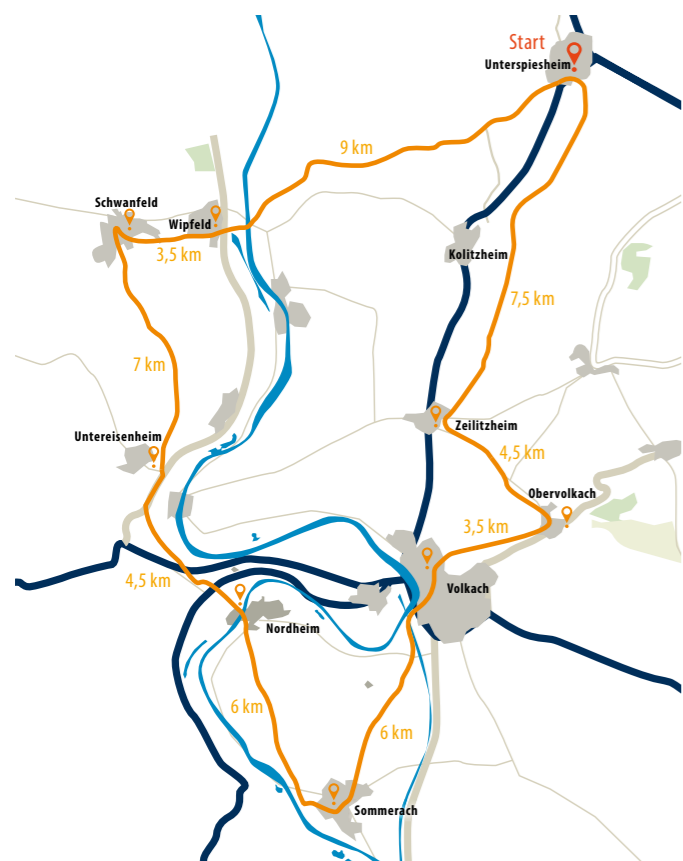 Start
Unterspiesheim
9 km
Schwanfeld
Wipfeld
3,5 km
Kolitzheim
7,5 km
7 km
Zeilitzheim
Untereisenheim
4,5 km
Obervolkach
3,5 km
4,5 km
Volkach
Nordheim
6 km
6 km
Sommerach